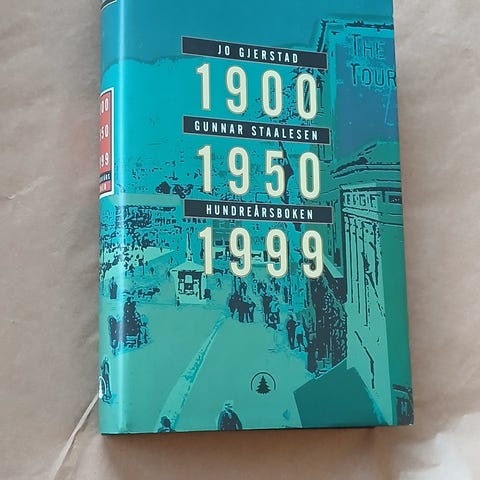 JO GJERSTAD
1900
GUNNAR STAALESEN
1950
HUNDREÅRSBOKEN
1999
THE
TOUR